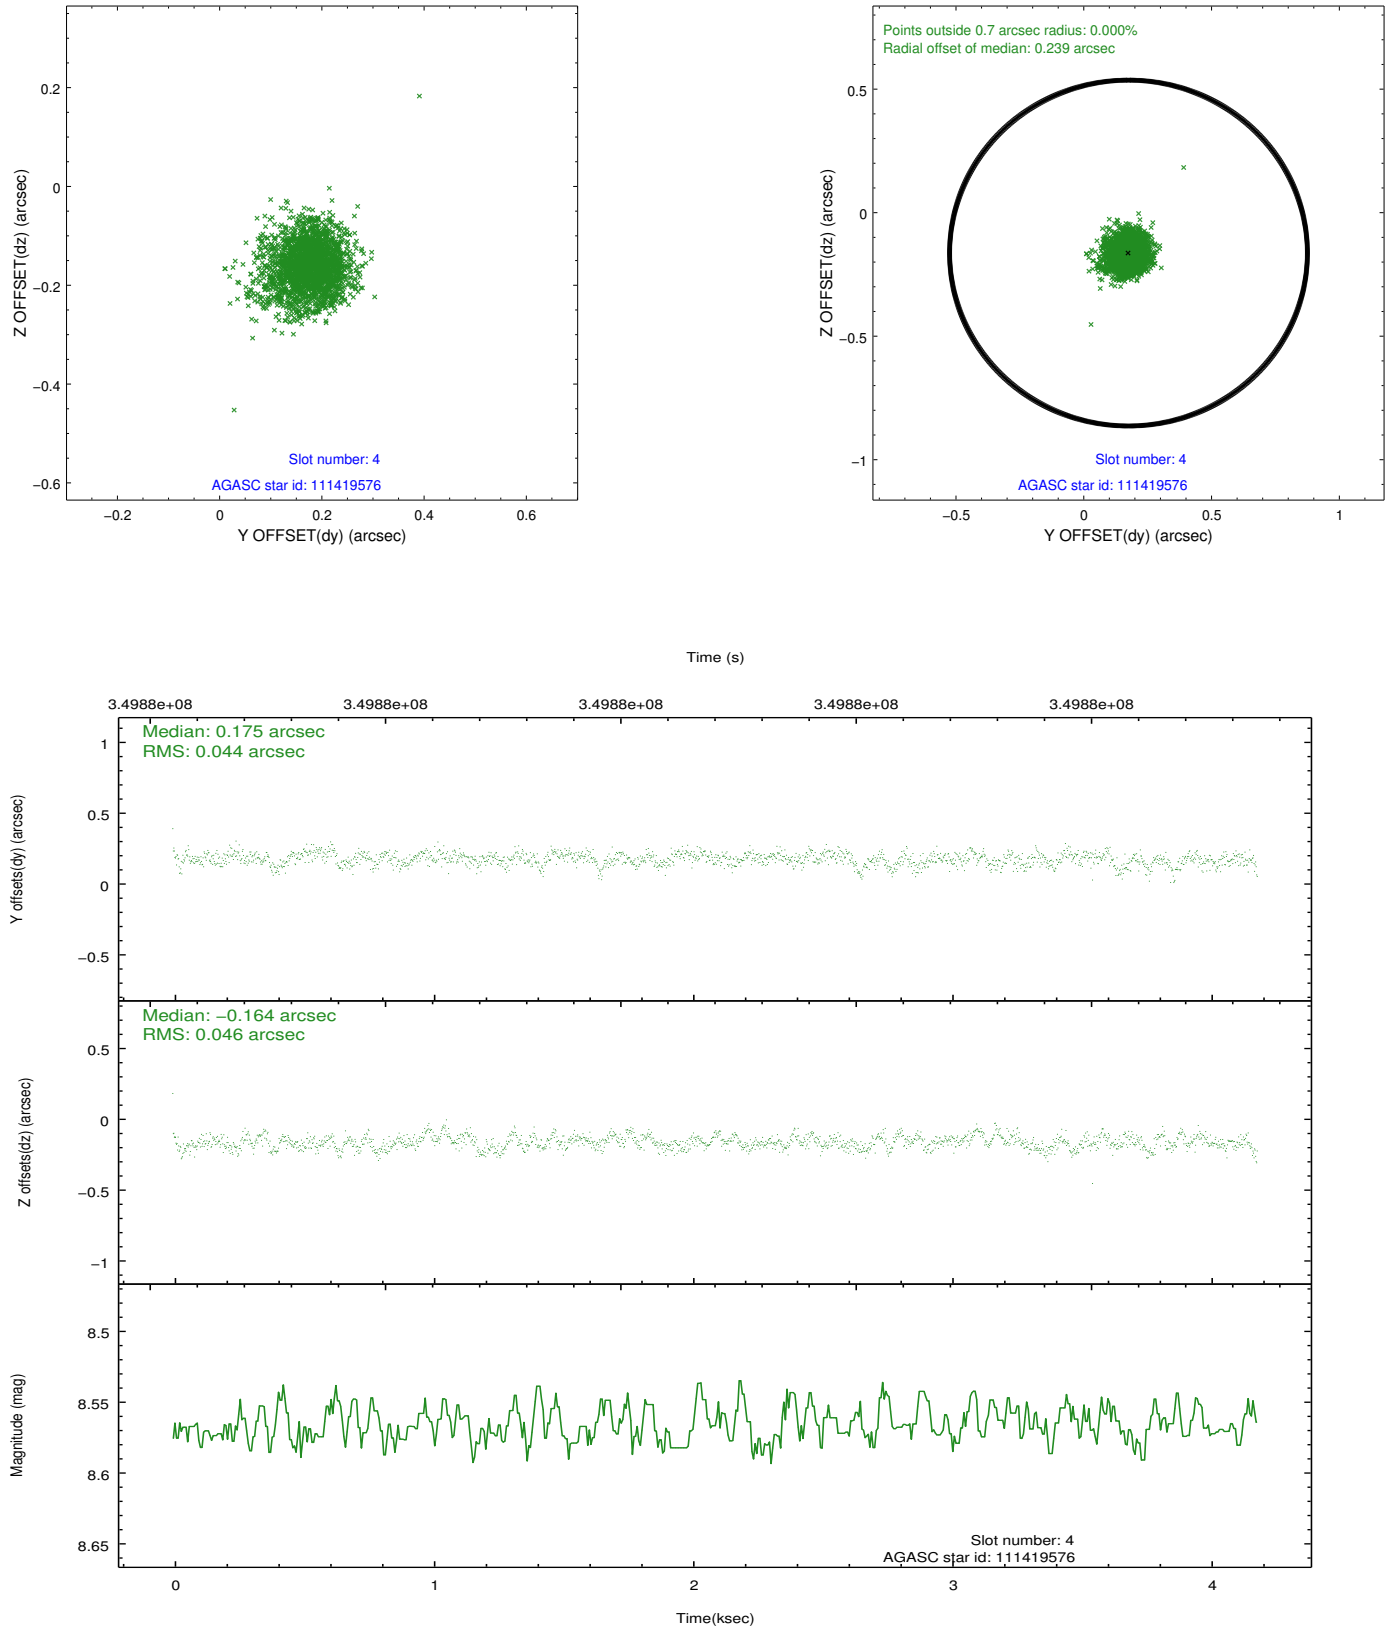 0.2
0
−0.2
−0.4
−0.6
Z OFFSET(dz) (arcsec)
Slot number: 4
AGASC star id: 111419576
−0.2 0 0.2 0.4 0.6
Y OFFSET(dy) (arcsec)
Points outside 0.7 arcsec radius: 0.000%
Radial offset of median: 0.239 arcsec
0.5
0
−0.5
−1
Z OFFSET(dz) (arcsec)
Slot number: 4
AGASC star id: 111419576
−0.5 0 0.5 1
Y OFFSET(dy) (arcsec)
Time (s)
3.4988e+08 3.4988e+08 3.4988e+08 3.4988e+08 3.4988e+08
Median: 0.175 arcsec
RMS: 0.044 arcsec
1
0.5
0
−0.5
Y offsets(dy) (arcsec)
Median: −0.164 arcsec
RMS: 0.046 arcsec
0.5
0
−0.5
−1
Z offsets(dz) (arcsec)
8.5
8.55
8.6
8.65
Magnitude (mag)
Slot number: 4
AGASC star id: 111419576
0 1 2 3 4
Time(ksec)